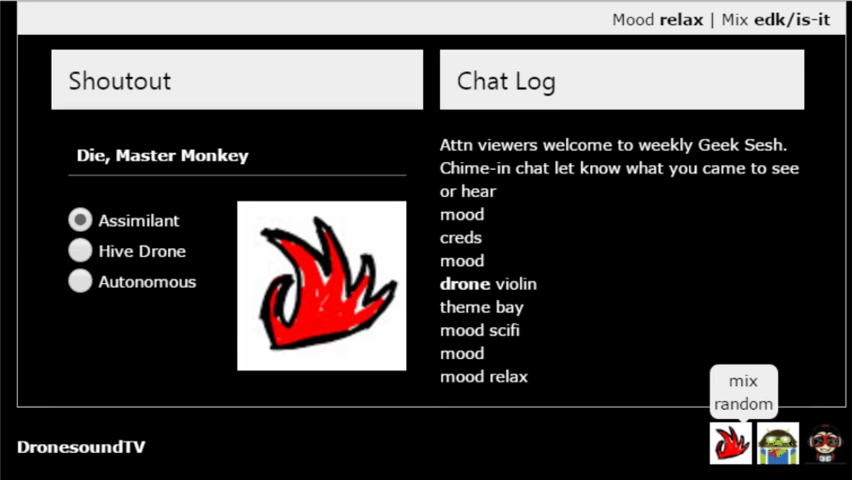 Mood relax | Mix edk/is-it
Shoutout
Die, Master Monkey
Assimilant
Hive Drone
Autonomous
Chat Log
Attn viewers welcome to weekly Geek Sesh.
Chime-in chat let know what you came to see
or hear
mood
creds
mood
drone violin
theme bay
mood scifi
mood
mood relax
mix
random
DronesoundTV